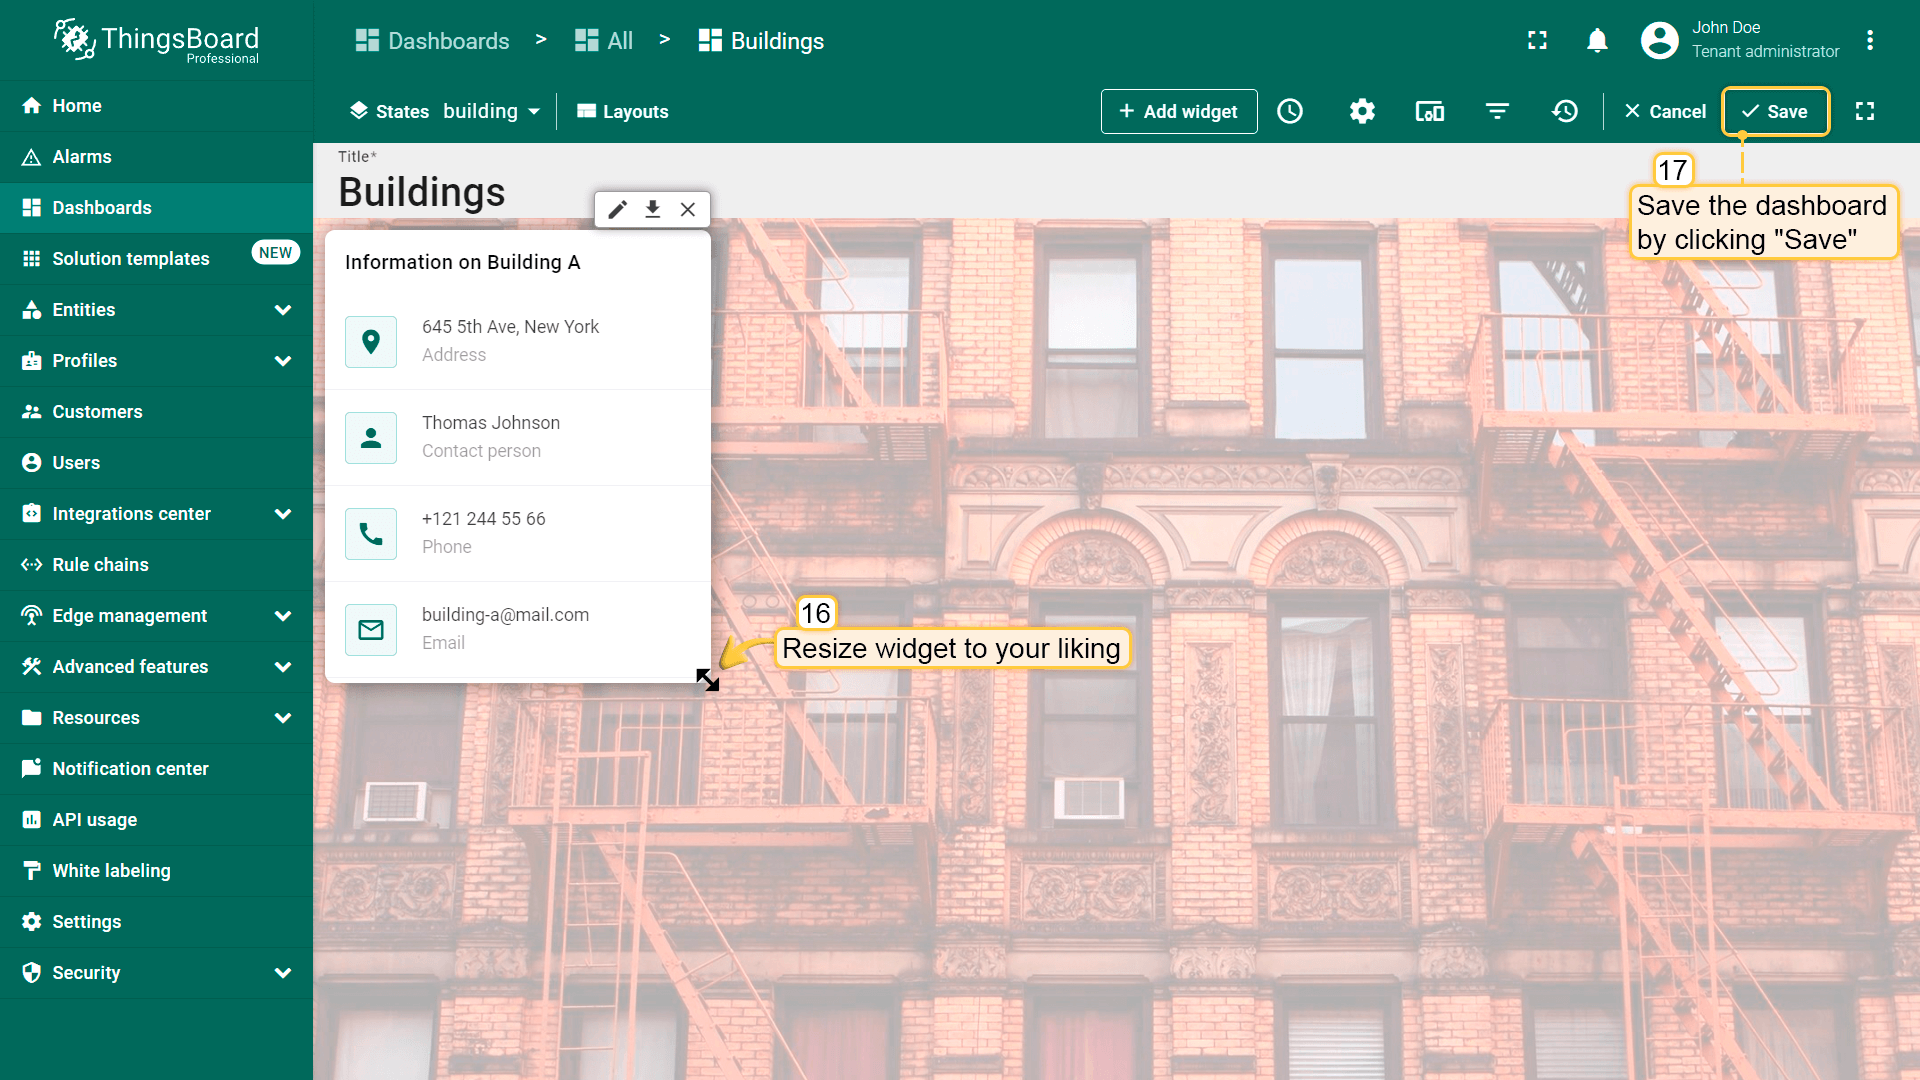 ThingsBoard
Professional
Dashboards > All > Buildings
John Doe
Tenant administrator
States building
Layouts
+ Add widget
Cancel
Save
Home
Alarms
Dashboards
Solution templates NEW
Entities
Profiles
Customers
Users
Integrations center
Rule chains
Edge management
Advanced features
Resources
Notification center
API usage
White labeling
Settings
Security
Title*
Buildings
17
Save the dashboard
by clicking "Save"
Information on Building A
645 5th Ave, New York
Address
Thomas Johnson
Contact person
+121 244 55 66
Phone
building-a@mail.com
Email
16
Resize widget to your liking